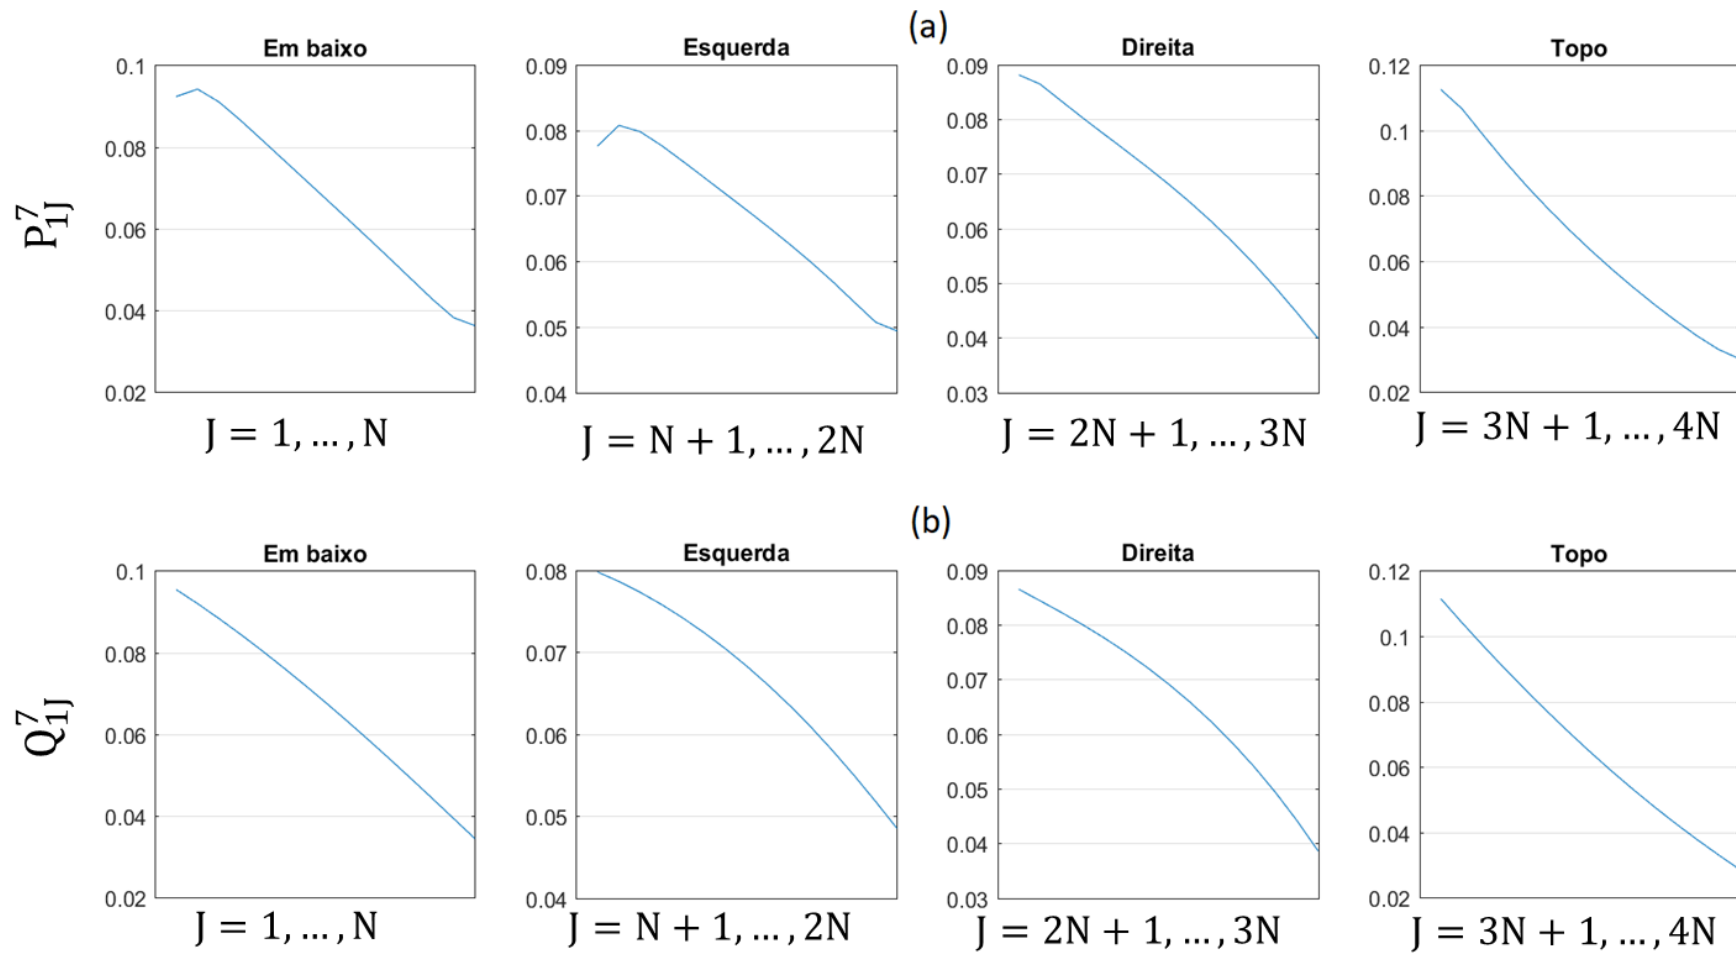 (a)
Em baixo
Esquerda
Direita
Topo
P⁷₁J
0.1
0.08
0.06
0.04
0.02
0.09
0.08
0.07
0.06
0.05
0.04
0.09
0.08
0.07
0.06
0.05
0.04
0.03
0.12
0.1
0.08
0.06
0.04
0.02
J = 1, … , N
J = N + 1, … , 2N
J = 2N + 1, … , 3N
J = 3N + 1, … , 4N
(b)
Em baixo
Esquerda
Direita
Topo
Q⁷₁J
0.1
0.08
0.06
0.04
0.02
0.08
0.07
0.06
0.05
0.04
0.09
0.08
0.07
0.06
0.05
0.04
0.03
0.12
0.1
0.08
0.06
0.04
0.02
J = 1, … , N
J = N + 1, … , 2N
J = 2N + 1, … , 3N
J = 3N + 1, … , 4N